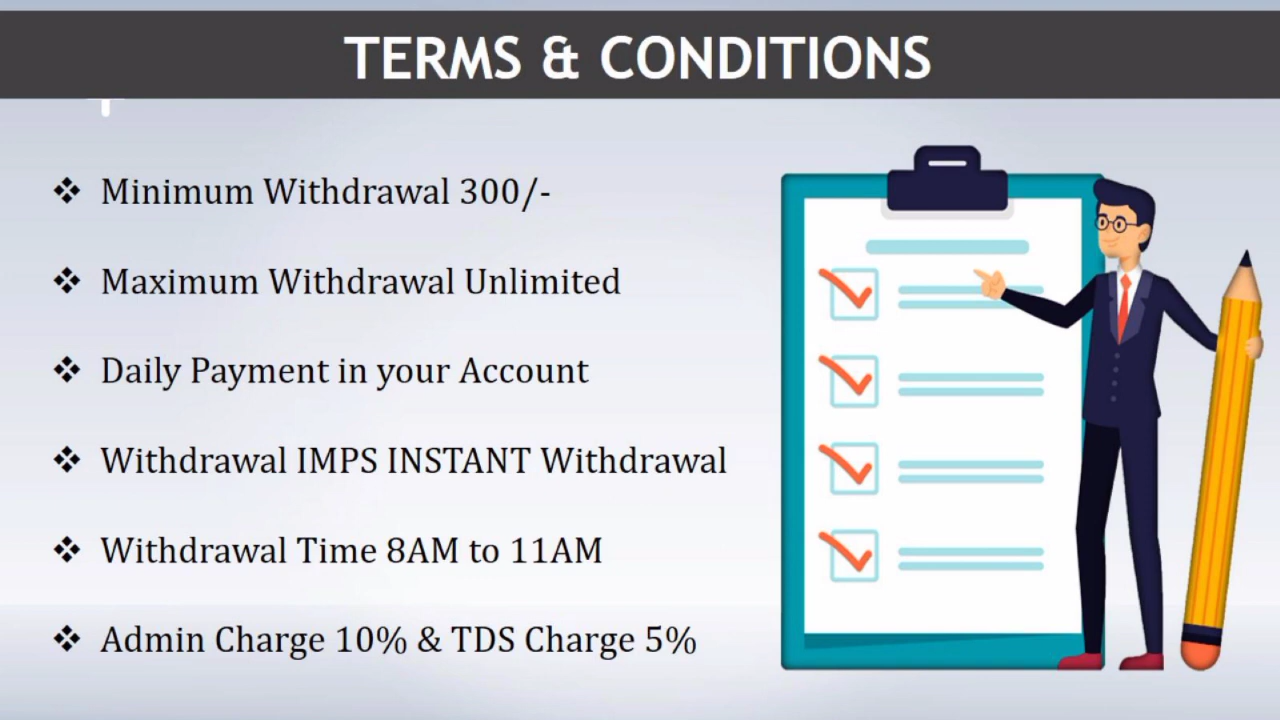 TERMS & CONDITIONS
❖ Minimum Withdrawal 300/-
❖ Maximum Withdrawal Unlimited
❖ Daily Payment in your Account
❖ Withdrawal IMPS INSTANT Withdrawal
❖ Withdrawal Time 8AM to 11AM
❖ Admin Charge 10% & TDS Charge 5%